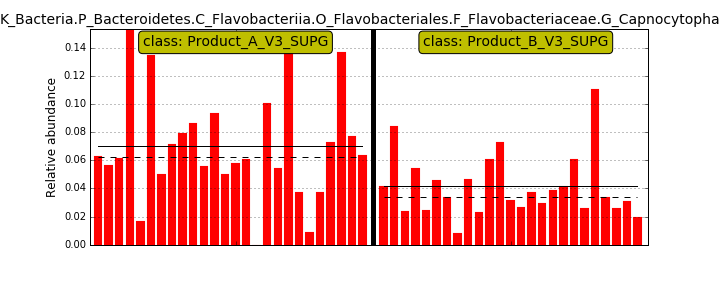 K_Bacteria.P_Bacteroidetes.C_Flavobacteriia.O_Flavobacteriales.F_Flavobacteriaceae.G_Capnocytopha
class: Product_A_V3_SUPG
class: Product_B_V3_SUPG
Relative abundance
0.14
0.12
0.10
0.08
0.06
0.04
0.02
0.00